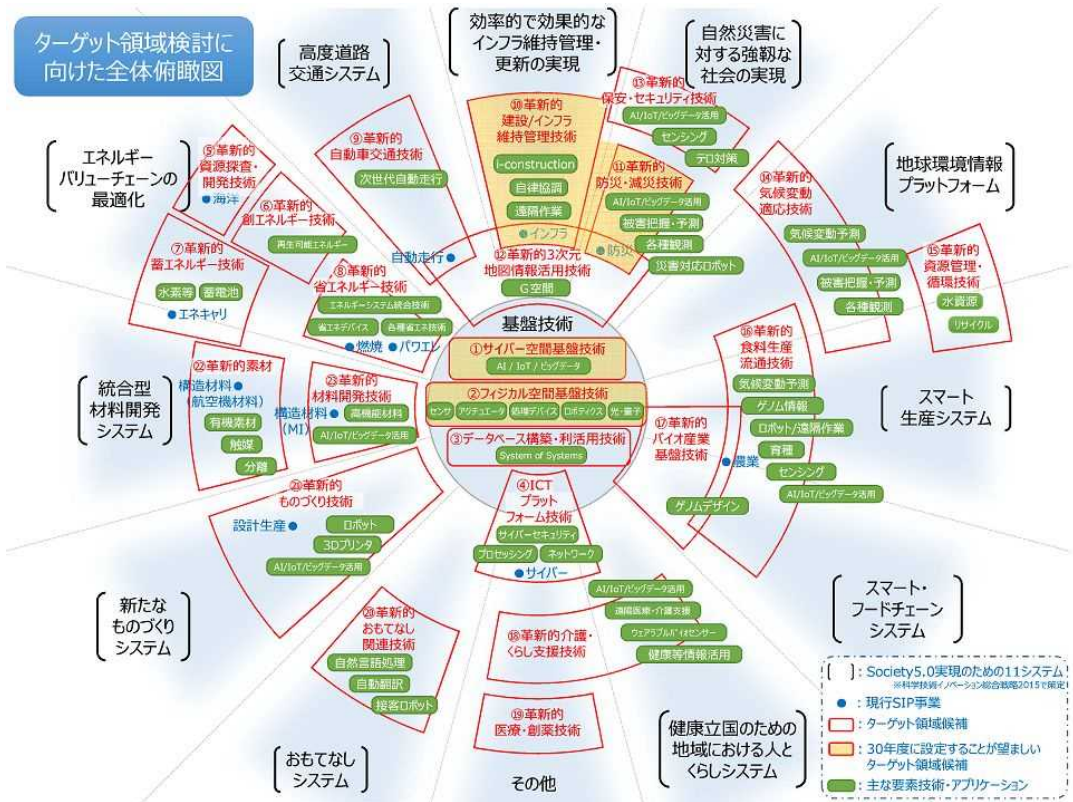 ターゲット領域検討に
向けた全体俯瞰図
高度道路
交通システム
効率的で効果的な
インフラ維持管理・
更新の実現
自然災害に
対する強靭な
社会の実現
エネルギー
バリューチェーンの
最適化
地球環境情報
プラットフォーム
⑤革新的
資源探査・
開発技術
●海洋
⑥革新的
創エネルギー技術
再生可能エネルギー
⑦革新的
蓄エネルギー技術
水素等
蓄電池
●エネキャリ
⑧革新的
省エネルギー技術
エネルギーシステム統合技術
省エネデバイス
各種省エネ技術
●燃焼 ●パワエレ
⑨革新的
自動車交通技術
次世代自動走行
自動走行●
⑩革新的
建設/インフラ
維持管理技術
i-construction
自律協調
遠隔作業
●インフラ
⑪革新的
防災・減災技術
AI/IoT/ビッグデータ活用
被害把握・予測
各種観測
災害対応ロボット
防災●
⑫革新的3次元
地図情報活用技術
G空間
⑬革新的
保安・セキュリティ技術
AI/IoT/ビッグデータ活用
センシング
テロ対策
⑭革新的
気候変動
適応技術
気候変動予測
AI/IoT/ビッグデータ活用
被害把握・予測
各種観測
⑮革新的
資源管理・
循環技術
水資源
リサイクル
基盤技術
①サイバー空間基盤技術
AI / IoT / ビッグデータ
②フィジカル空間基盤技術
センサ
アクチュエータ
処理デバイス
ロボティクス
光・量子
③データベース構築・利活用技術
System of Systems
④ICT
プラット
フォーム技術
サイバーセキュリティ
プロセッシング
ネットワーク
●サイバー
⑯革新的
食料生産
流通技術
気候変動予測
ゲノム情報
ロボット/遠隔作業
育種
センシング
AI/IoT/ビッグデータ活用
⑰革新的
バイオ産業
基盤技術
●農業
ゲノムデザイン
スマート
生産システム
統合型
材料開発
システム
㉒革新的素材
構造材料●
(航空機材料)
有機素材
触媒
分離
㉓革新的
材料開発技術
構造材料●
(MI)
高機能材料
AI/IoT/ビッグデータ活用
㉑革新的
ものづくり技術
設計生産●
ロボット
3Dプリンタ
AI/IoT/ビッグデータ活用
新たな
ものづくり
システム
⑳革新的
おもてなし
関連技術
自然言語処理
自動翻訳
接客ロボット
おもてなし
システム
⑱革新的介護・
くらし支援技術
AI/IoT/ビッグデータ活用
遠隔医療・介護支援
ウェアラブルバイオセンサー
健康等情報活用
⑲革新的
医療・創薬技術
その他
健康立国のための
地域における人と
くらしシステム
スマート・
フードチェーン
システム
: Society5.0実現のための11システム
※科学技術イノベーション総合戦略2015で策定
● : 現行SIP事業
: ターゲット領域候補
: 30年度に設定することが望ましい
ターゲット領域候補
: 主な要素技術・アプリケーション